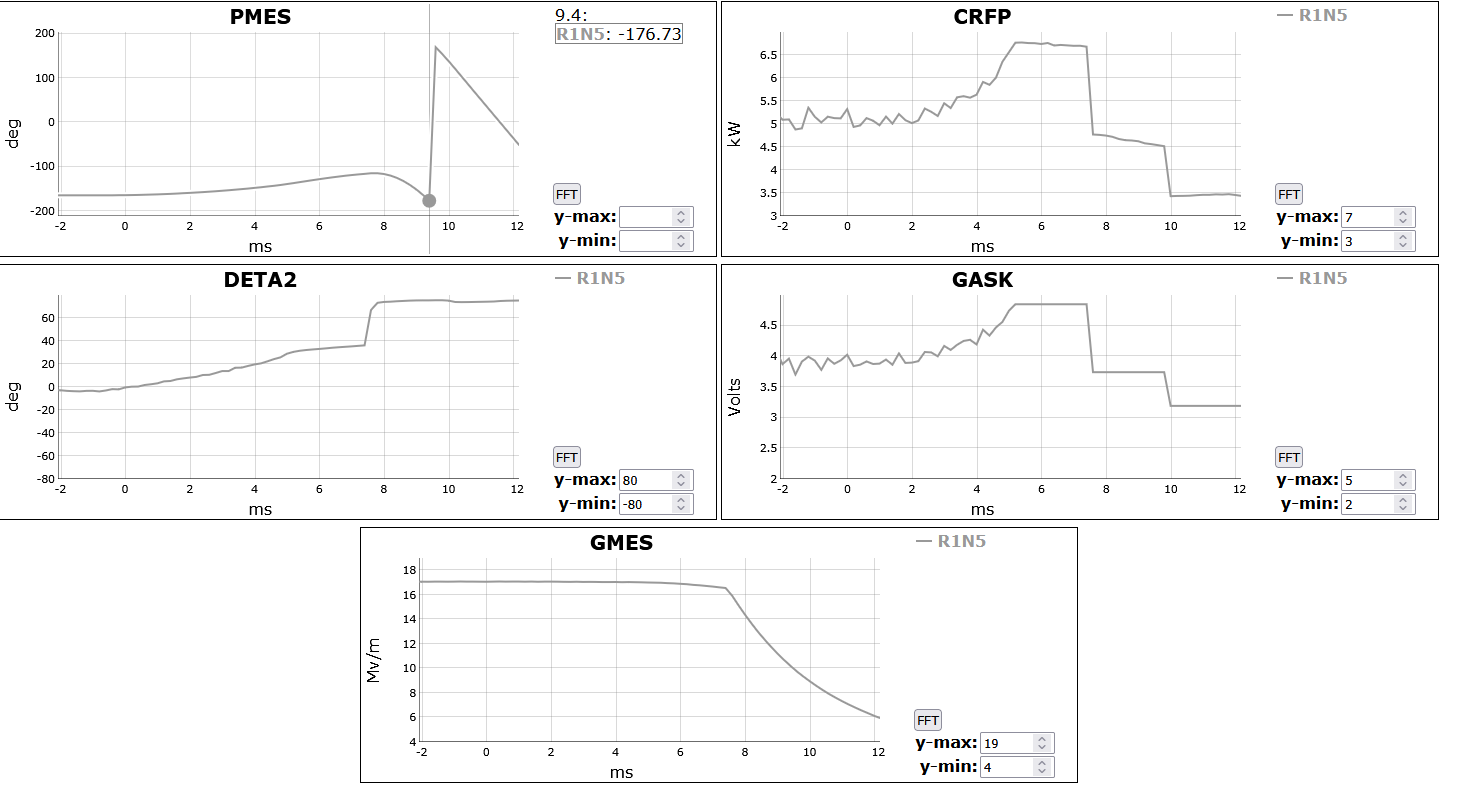 PMES
9.4:
R1N5: -176.73
200
100
0
-100
-200
deg
-2 0 2 4 6 8 10 12
ms
FFT
y-max:
y-min:
CRFP
R1N5
6.5
6
5.5
5
4.5
4
3.5
3
kW
-2 0 2 4 6 8 10 12
ms
FFT
y-max: 7
y-min: 3
DETA2
R1N5
60
40
20
0
-20
-40
-60
-80
deg
-2 0 2 4 6 8 10 12
ms
FFT
y-max: 80
y-min: -80
GASK
R1N5
4.5
4
3.5
3
2.5
2
Volts
-2 0 2 4 6 8 10 12
ms
FFT
y-max: 5
y-min: 2
GMES
R1N5
18
16
14
12
10
8
6
4
Mv/m
-2 0 2 4 6 8 10 12
ms
FFT
y-max: 19
y-min: 4